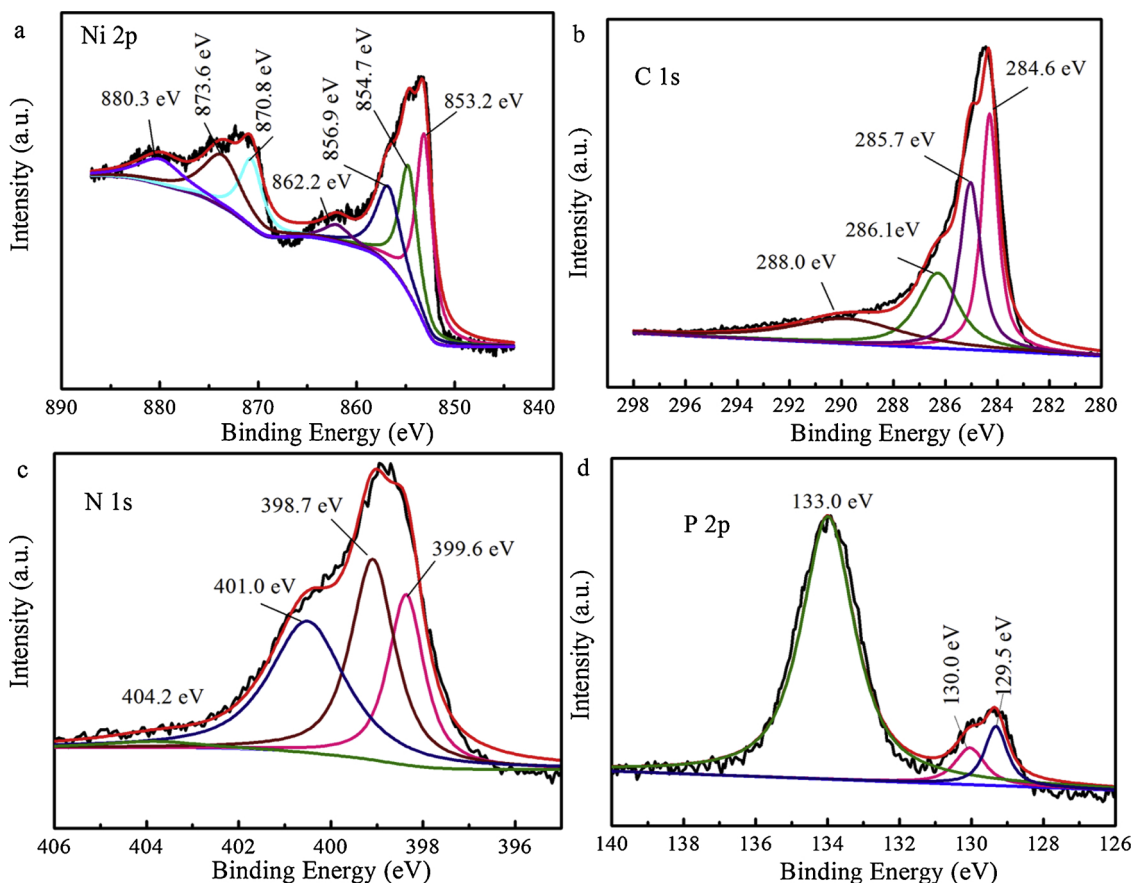 a
Ni 2p
880.3 eV
873.6 eV
870.8 eV
862.2 eV
856.9 eV
854.7 eV
853.2 eV
Intensity (a.u.)
890 880 870 860 850 840
Binding Energy (eV)
b
C 1s
284.6 eV
285.7 eV
286.1eV
288.0 eV
Intensity (a.u.)
298 296 294 292 290 288 286 284 282 280
Binding Energy (eV)
c
N 1s
398.7 eV
399.6 eV
401.0 eV
404.2 eV
Intensity (a.u.)
406 404 402 400 398 396
Binding Energy (eV)
d
P 2p
133.0 eV
130.0 eV
129.5 eV
Intensity (a.u.)
140 138 136 134 132 130 128 126
Binding Energy (eV)